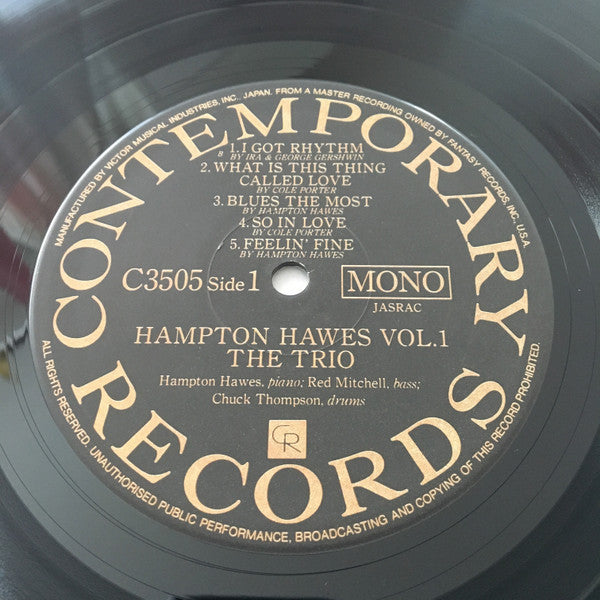 MANUFACTURED BY VICTOR MUSICAL INDUSTRIES, INC. JAPAN. FROM A MASTER RECORDING OWNED BY FANTASY RECORDS, INC. U.S.A.
CONTEMPORARY
1. I GOT RHYTHM
8 BY IRA & GEORGE GERSHWIN
2. WHAT IS THIS THING
CALLED LOVE
BY COLE PORTER
3. BLUES THE MOST
BY HAMPTON HAWES
4. SO IN LOVE
BY COLE PORTER
5. FEELIN' FINE
BY HAMPTON HAWES
C3505 Side 1
MONO
JASRAC
HAMPTON HAWES VOL.1
THE TRIO
Hampton Hawes, piano; Red Mitchell, bass;
Chuck Thompson, drums
CR
RECORDS
ALL RIGHTS RESERVED. UNAUTHORISED PUBLIC PERFORMANCE, BROADCASTING AND COPYING OF THIS RECORD PROHIBITED.